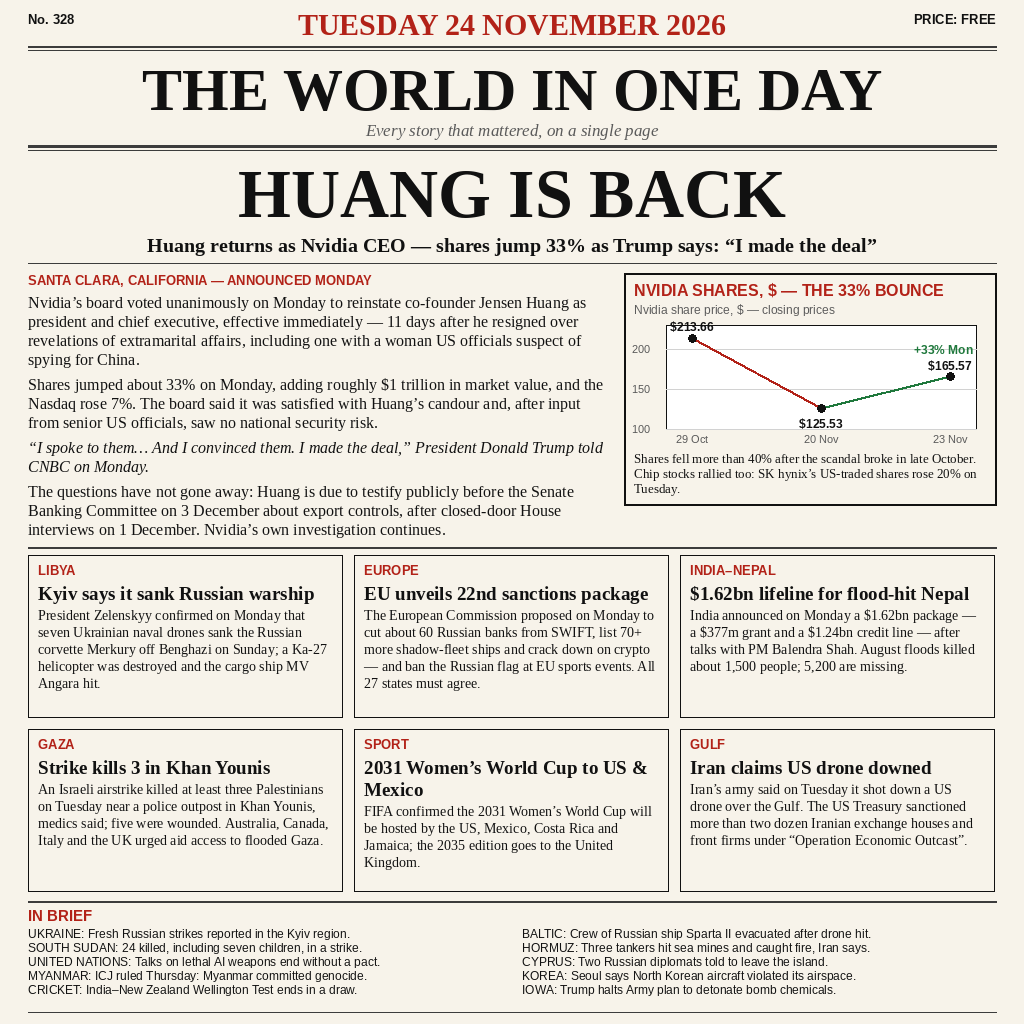 No. 328
TUESDAY 24 NOVEMBER 2026
PRICE: FREE
THE WORLD IN ONE DAY
Every story that mattered, on a single page
HUANG IS BACK
Huang returns as Nvidia CEO — shares jump 33% as Trump says: “I made the deal”
SANTA CLARA, CALIFORNIA — ANNOUNCED MONDAY
Nvidia’s board voted unanimously on Monday to reinstate co-founder Jensen Huang as
president and chief executive, effective immediately — 11 days after he resigned over
revelations of extramarital affairs, including one with a woman US officials suspect of
spying for China.
Shares jumped about 33% on Monday, adding roughly $1 trillion in market value, and the
Nasdaq rose 7%. The board said it was satisfied with Huang’s candour and, after input
from senior US officials, saw no national security risk.
“I spoke to them… And I convinced them. I made the deal,” President Donald Trump told
CNBC on Monday.
The questions have not gone away: Huang is due to testify publicly before the Senate
Banking Committee on 3 December about export controls, after closed-door House
interviews on 1 December. Nvidia’s own investigation continues.
NVIDIA SHARES, $ — THE 33% BOUNCE
Nvidia share price, $ — closing prices
$213.66
200
+33% Mon
$165.57
150
$125.53
100
29 Oct
20 Nov
23 Nov
Shares fell more than 40% after the scandal broke in late October.
Chip stocks rallied too: SK hynix’s US-traded shares rose 20% on
Tuesday.
LIBYA
Kyiv says it sank Russian warship
President Zelenskyy confirmed on Monday that
seven Ukrainian naval drones sank the Russian
corvette Merkury off Benghazi on Sunday; a Ka-27
helicopter was destroyed and the cargo ship MV
Angara hit.
EUROPE
EU unveils 22nd sanctions package
The European Commission proposed on Monday to
cut about 60 Russian banks from SWIFT, list 70+
more shadow-fleet ships and crack down on crypto
— and ban the Russian flag at EU sports events. All
27 states must agree.
INDIA–NEPAL
$1.62bn lifeline for flood-hit Nepal
India announced on Monday a $1.62bn package —
a $377m grant and a $1.24bn credit line — after
talks with PM Balendra Shah. August floods killed
about 1,500 people; 5,200 are missing.
GAZA
Strike kills 3 in Khan Younis
An Israeli airstrike killed at least three Palestinians
on Tuesday near a police outpost in Khan Younis,
medics said; five were wounded. Australia, Canada,
Italy and the UK urged aid access to flooded Gaza.
SPORT
2031 Women’s World Cup to US &
Mexico
FIFA confirmed the 2031 Women’s World Cup will
be hosted by the US, Mexico, Costa Rica and
Jamaica; the 2035 edition goes to the United
Kingdom.
GULF
Iran claims US drone downed
Iran’s army said on Tuesday it shot down a US
drone over the Gulf. The US Treasury sanctioned
more than two dozen Iranian exchange houses and
front firms under “Operation Economic Outcast”.
IN BRIEF
UKRAINE: Fresh Russian strikes reported in the Kyiv region.
SOUTH SUDAN: 24 killed, including seven children, in a strike.
UNITED NATIONS: Talks on lethal AI weapons end without a pact.
MYANMAR: ICJ ruled Thursday: Myanmar committed genocide.
CRICKET: India–New Zealand Wellington Test ends in a draw.
BALTIC: Crew of Russian ship Sparta II evacuated after drone hit.
HORMUZ: Three tankers hit sea mines and caught fire, Iran says.
CYPRUS: Two Russian diplomats told to leave the island.
KOREA: Seoul says North Korean aircraft violated its airspace.
IOWA: Trump halts Army plan to detonate bomb chemicals.